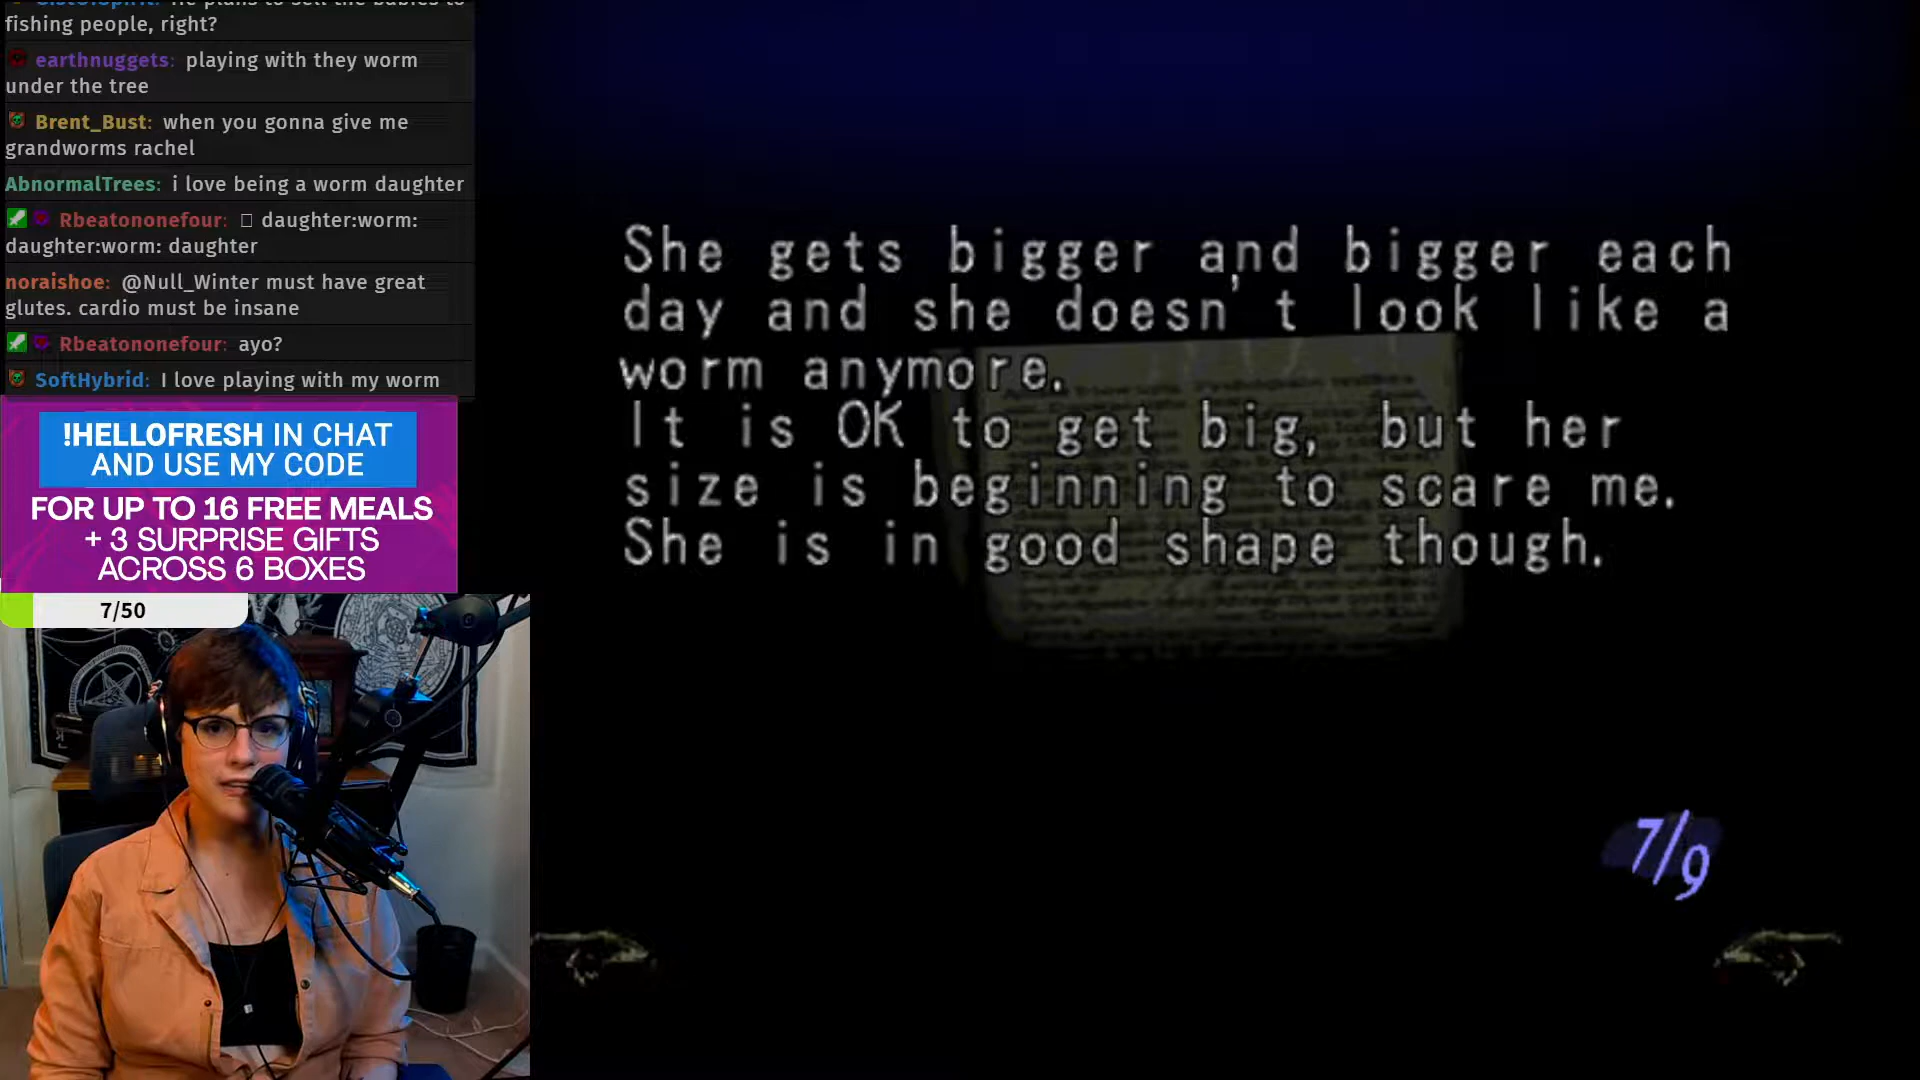 fishing people, right?
earthnuggets: playing with they worm
under the tree
Brent_Bust: when you gonna give me
grandworms rachel
AbnormalTrees: i love being a worm daughter
Rbeatononefour: daughter:worm:
daughter:worm: daughter
noraishoe: @Null_Winter must have great
glutes. cardio must be insane
Rbeatononefour: ayo?
SoftHybrid: I love playing with my worm
!HELLOFRESH IN CHAT
AND USE MY CODE
FOR UP TO 16 FREE MEALS
+ 3 SURPRISE GIFTS
ACROSS 6 BOXES
7/50
She gets bigger and bigger each
day and she doesn't look like a
worm anymore.
It is OK to get big, but her
size is beginning to scare me.
She is in good shape though.
7/9